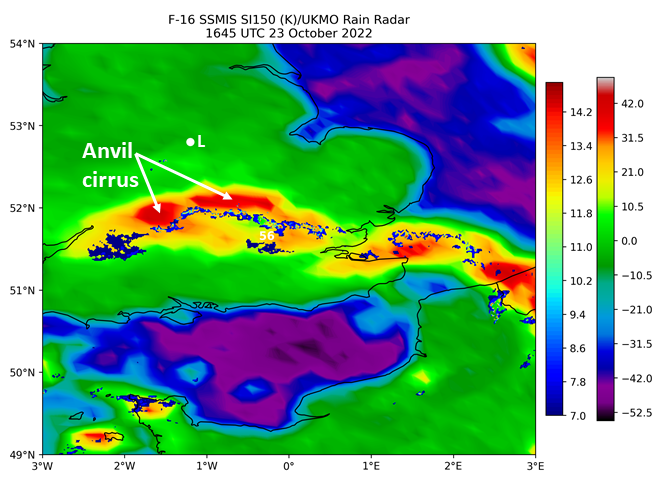 F-16 SSMIS SI150 (K)/UKMO Rain Radar
1645 UTC 23 October 2022
54°N
53°N
52°N
51°N
50°N
49°N
3°W
2°W
1°W
0°
1°E
2°E
3°E
L
Anvil
cirrus
56
14.2
13.4
12.6
11.8
11.0
10.2
9.4
8.6
7.8
7.0
42.0
31.5
21.0
10.5
0.0
−10.5
−21.0
−31.5
−42.0
−52.5